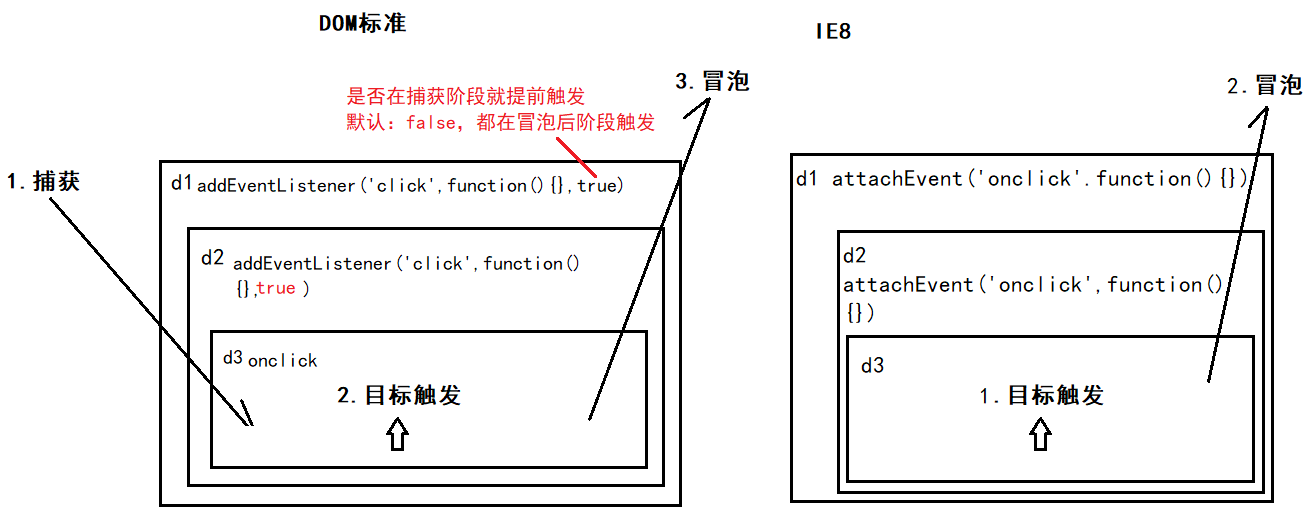 DOM标准
IE8
是否在捕获阶段就提前触发
默认：false，都在冒泡后阶段触发
3.冒泡
2.冒泡
1.捕获
d1 addEventListener('click',function(){},true)
d2 addEventListener('click',function()
{},true )
d3 onclick
2.目标触发
d1 attachEvent('onclick'.function(){})
d2
attachEvent('onclick',function()
{})
d3
1.目标触发